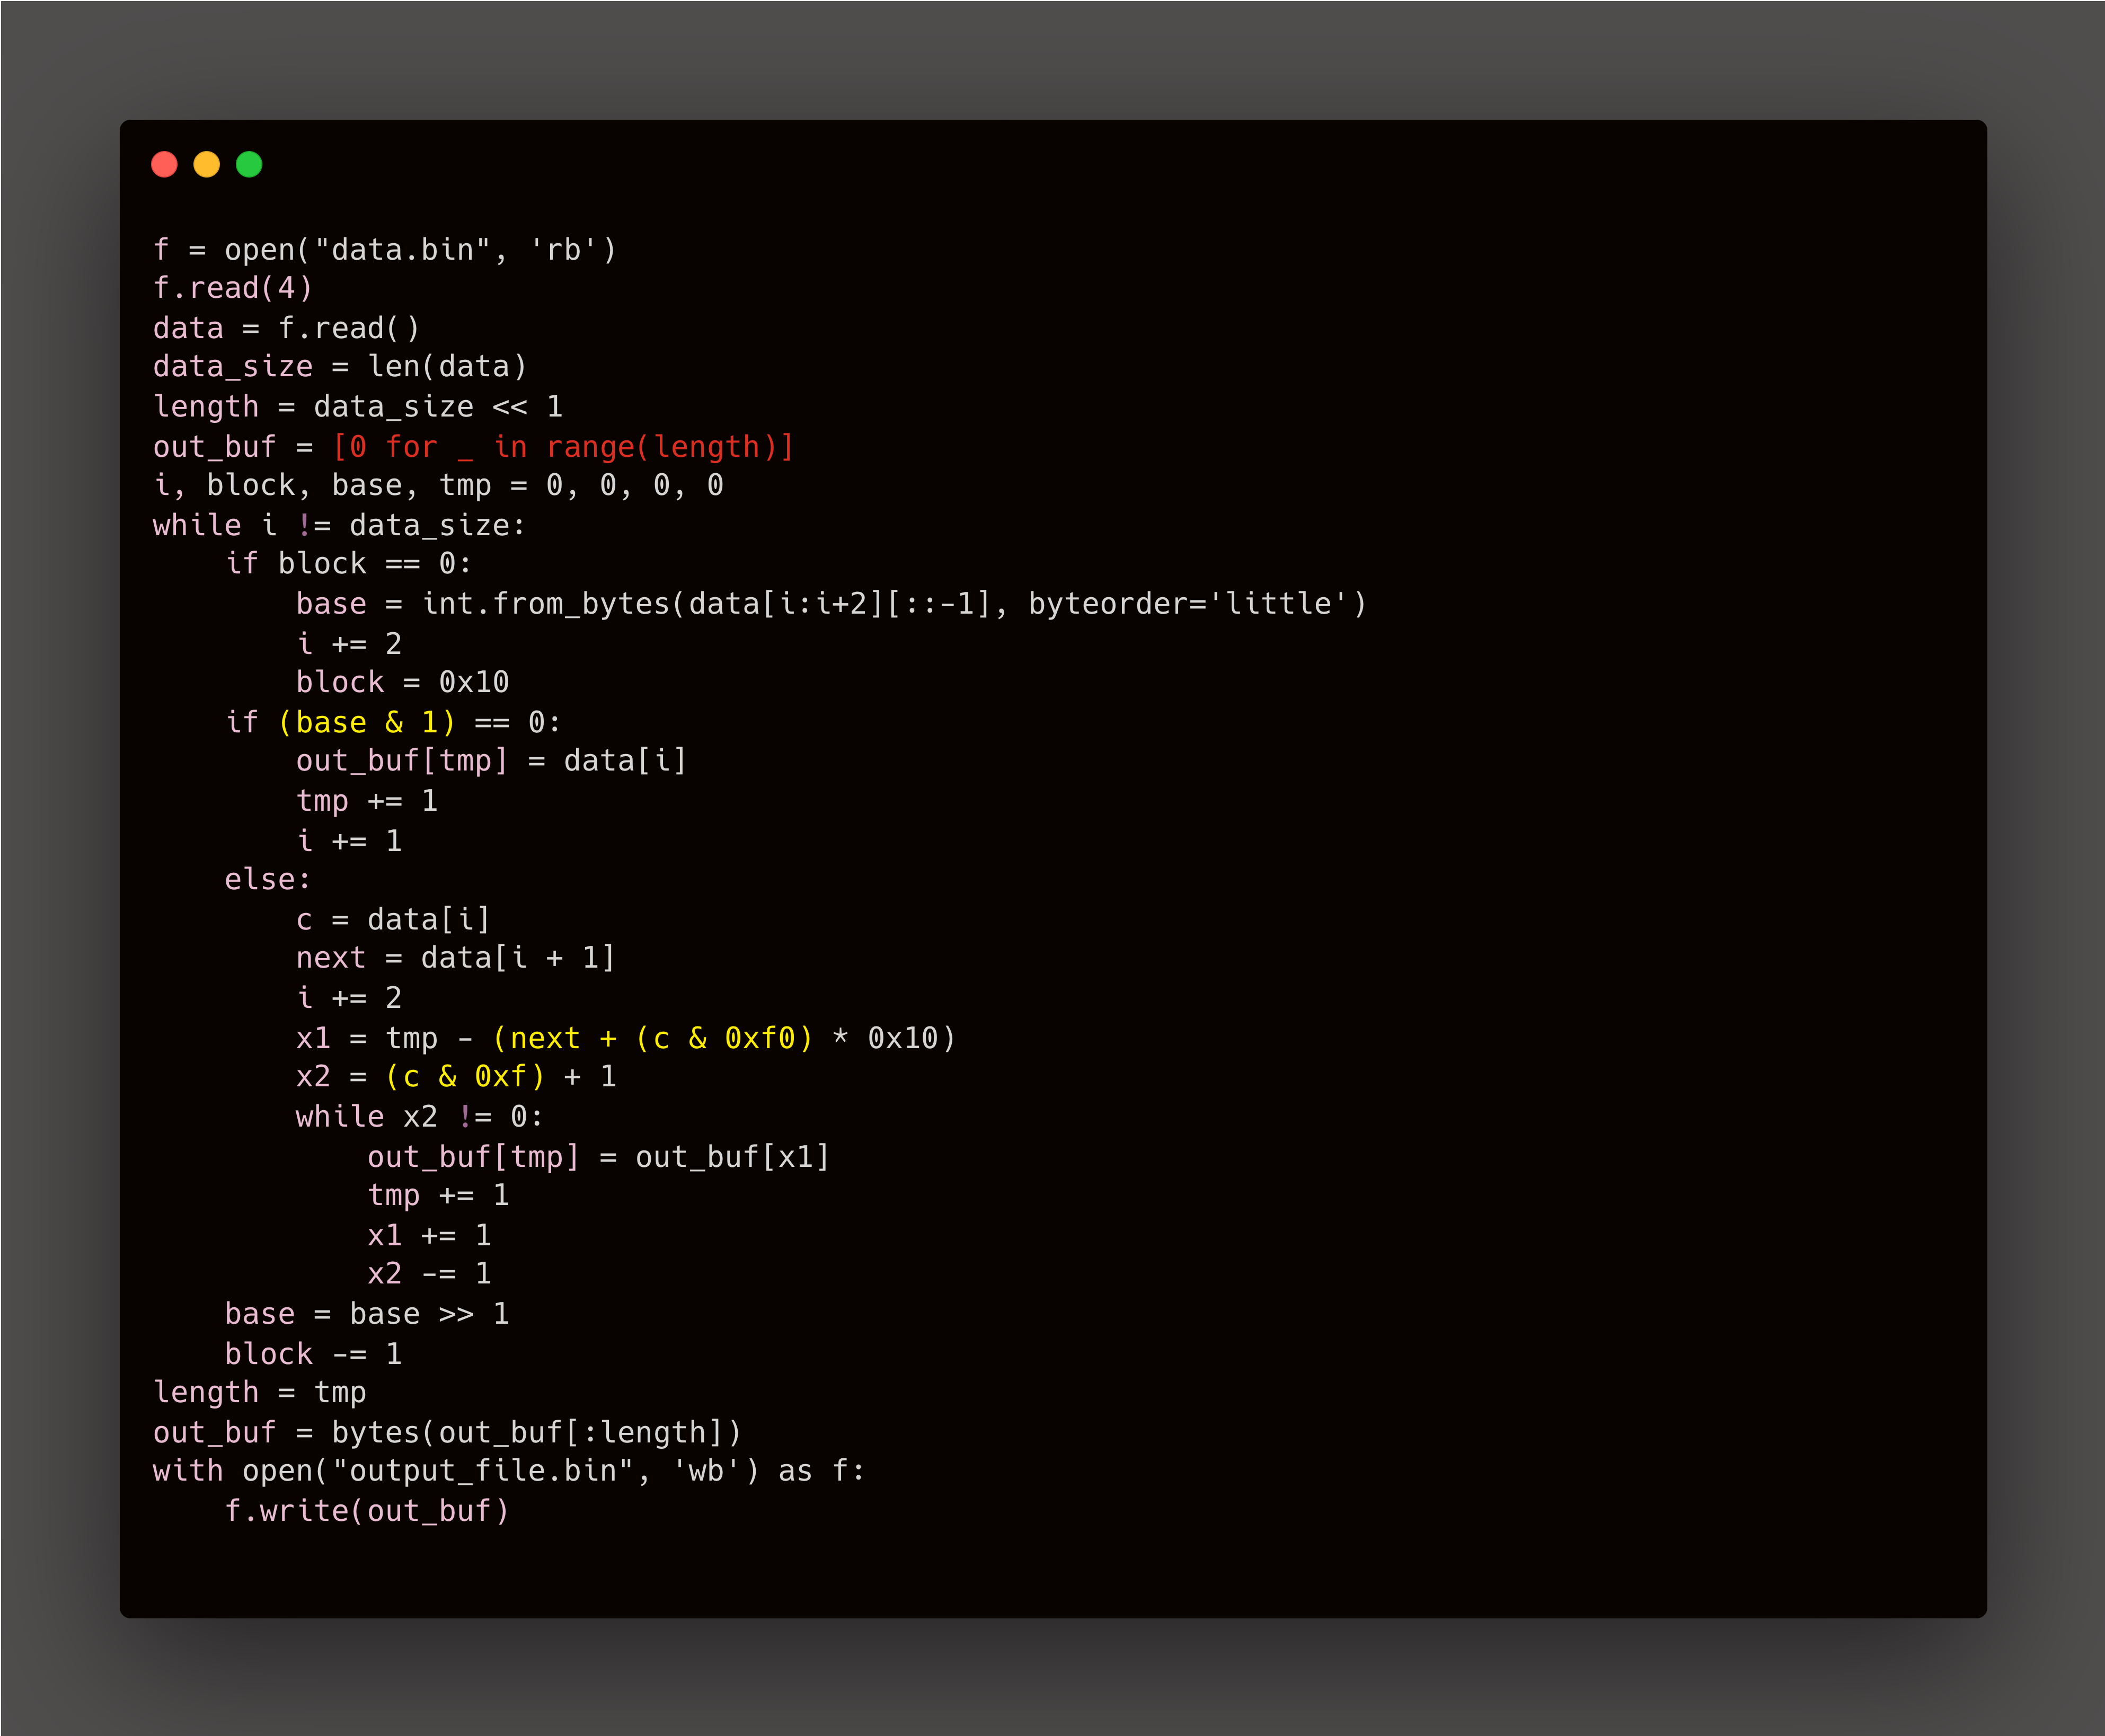 f = open("data.bin", 'rb')
f.read(4)
data = f.read()
data_size = len(data)
length = data_size << 1
out_buf = [0 for _ in range(length)]
i, block, base, tmp = 0, 0, 0, 0
while i != data_size:
    if block == 0:
        base = int.from_bytes(data[i:i+2][::-1], byteorder='little')
        i += 2
        block = 0x10
    if (base & 1) == 0:
        out_buf[tmp] = data[i]
        tmp += 1
        i += 1
    else:
        c = data[i]
        next = data[i + 1]
        i += 2
        x1 = tmp - (next + (c & 0xf0) * 0x10)
        x2 = (c & 0xf) + 1
        while x2 != 0:
            out_buf[tmp] = out_buf[x1]
            tmp += 1
            x1 += 1
            x2 -= 1
    base = base >> 1
    block -= 1
length = tmp
out_buf = bytes(out_buf[:length])
with open("output_file.bin", 'wb') as f:
    f.write(out_buf)